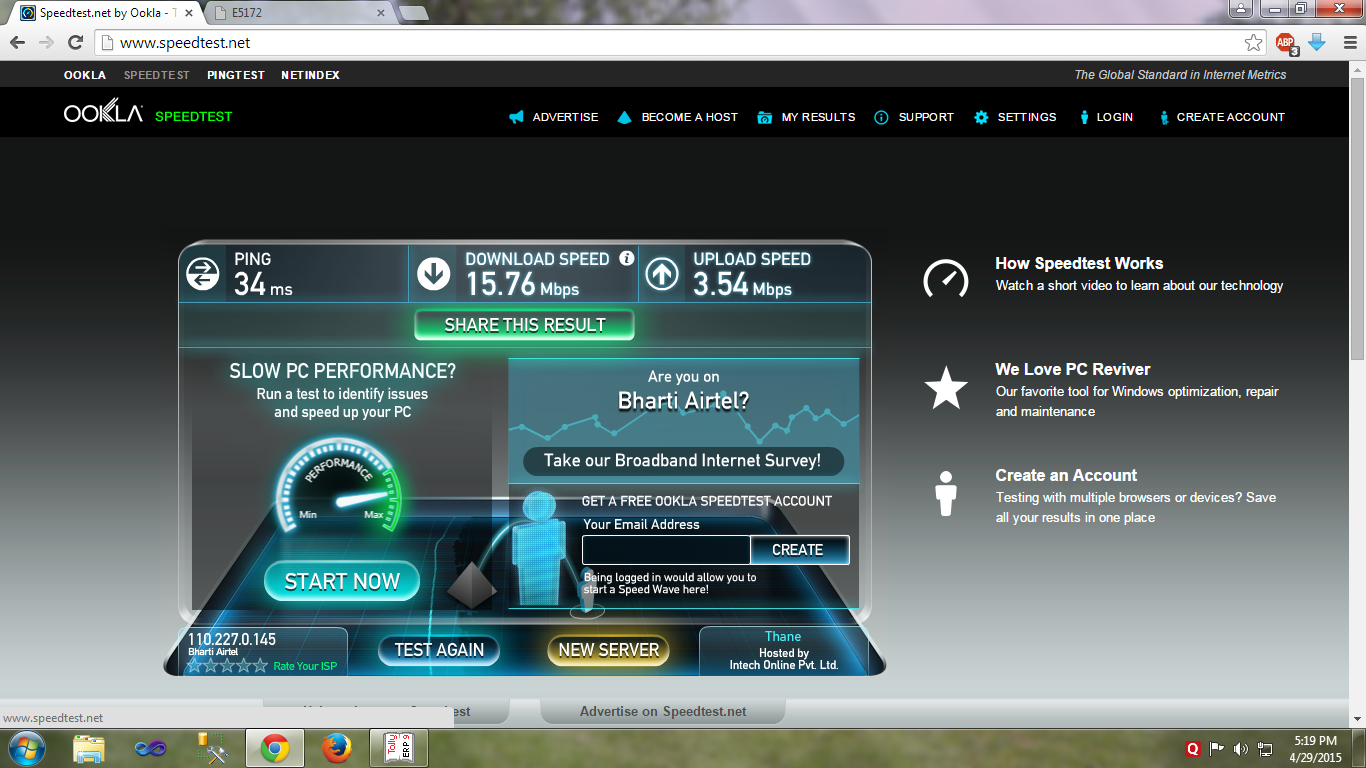 Speedtest.net by Ookla - T
E5172
www.speedtest.net
ABP
3
OOKLA SPEEDTEST PINGTEST NETINDEX
The Global Standard in Internet Metrics
OOKLA SPEEDTEST
ADVERTISE BECOME A HOST MY RESULTS SUPPORT SETTINGS LOGIN CREATE ACCOUNT
PING
34 ms
DOWNLOAD SPEED
15.76 Mbps
UPLOAD SPEED
3.54 Mbps
SHARE THIS RESULT
SLOW PC PERFORMANCE?
Run a test to identify issues
and speed up your PC
PERFORMANCE
Min Max
START NOW
Are you on
Bharti Airtel?
Take our Broadband Internet Survey!
GET A FREE OOKLA SPEEDTEST ACCOUNT
Your Email Address
CREATE
Being logged in would allow you to
start a Speed Wave here!
110.227.0.145
Bharti Airtel
Rate Your ISP
TEST AGAIN
NEW SERVER
Thane
Hosted by
Intech Online Pvt. Ltd.
How Speedtest Works
Watch a short video to learn about our technology
We Love PC Reviver
Our favorite tool for Windows optimization, repair
and maintenance
Create an Account
Testing with multiple browsers or devices? Save
all your results in one place
Advertise on Speedtest.net
www.speedtest.net
Tally
ERP 9
Q
5:19 PM
4/29/2015